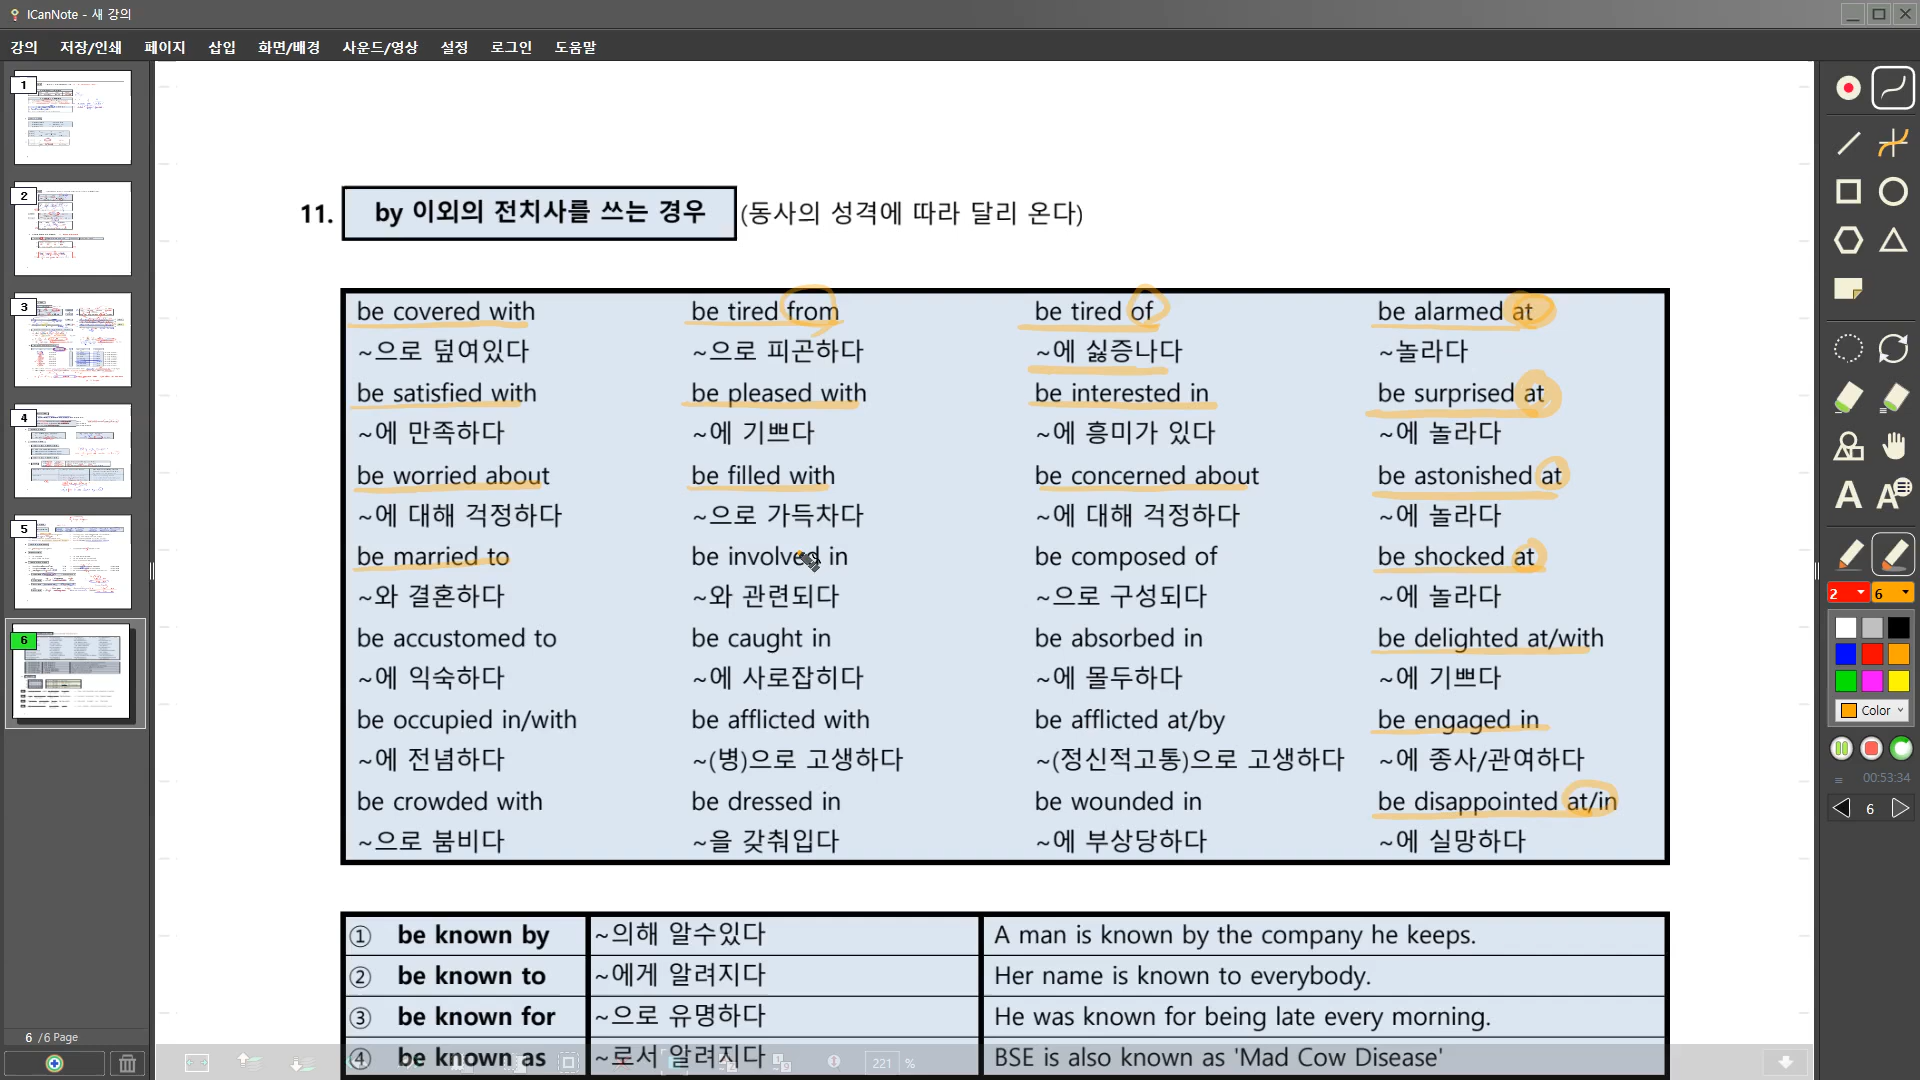 ICanNote - 새 강의
강의 저장/인쇄 페이지 삽입 화면/배경 사운드/영상 설정 로그인 도움말
1
2
3
4
5
6
11. by 이외의 전치사를 쓰는 경우 (동사의 성격에 따라 달리 온다)
be covered with be tired from be tired of be alarmed at
~으로 덮여있다 ~으로 피곤하다 ~에 싫증나다 ~놀라다
be satisfied with be pleased with be interested in be surprised at
~에 만족하다 ~에 기쁘다 ~에 흥미가 있다 ~에 놀라다
be worried about be filled with be concerned about be astonished at
~에 대해 걱정하다 ~으로 가득차다 ~에 대해 걱정하다 ~에 놀라다
be married to be involved in be composed of be shocked at
~와 결혼하다 ~와 관련되다 ~으로 구성되다 ~에 놀라다
be accustomed to be caught in be absorbed in be delighted at/with
~에 익숙하다 ~에 사로잡히다 ~에 몰두하다 ~에 기쁘다
be occupied in/with be afflicted with be afflicted at/by be engaged in
~에 전념하다 ~(병)으로 고생하다 ~(정신적고통)으로 고생하다 ~에 종사/관여하다
be crowded with be dressed in be wounded in be disappointed at/in
~으로 붐비다 ~을 갖춰입다 ~에 부상당하다 ~에 실망하다
① be known by ~의해 알수있다 A man is known by the company he keeps.
② be known to ~에게 알려지다 Her name is known to everybody.
③ be known for ~으로 유명하다 He was known for being late every morning.
④ be known as ~로서 알려지다 BSE is also known as 'Mad Cow Disease'
6 /6 Page
221 %
A A
2 6
Color
00:53:34
6